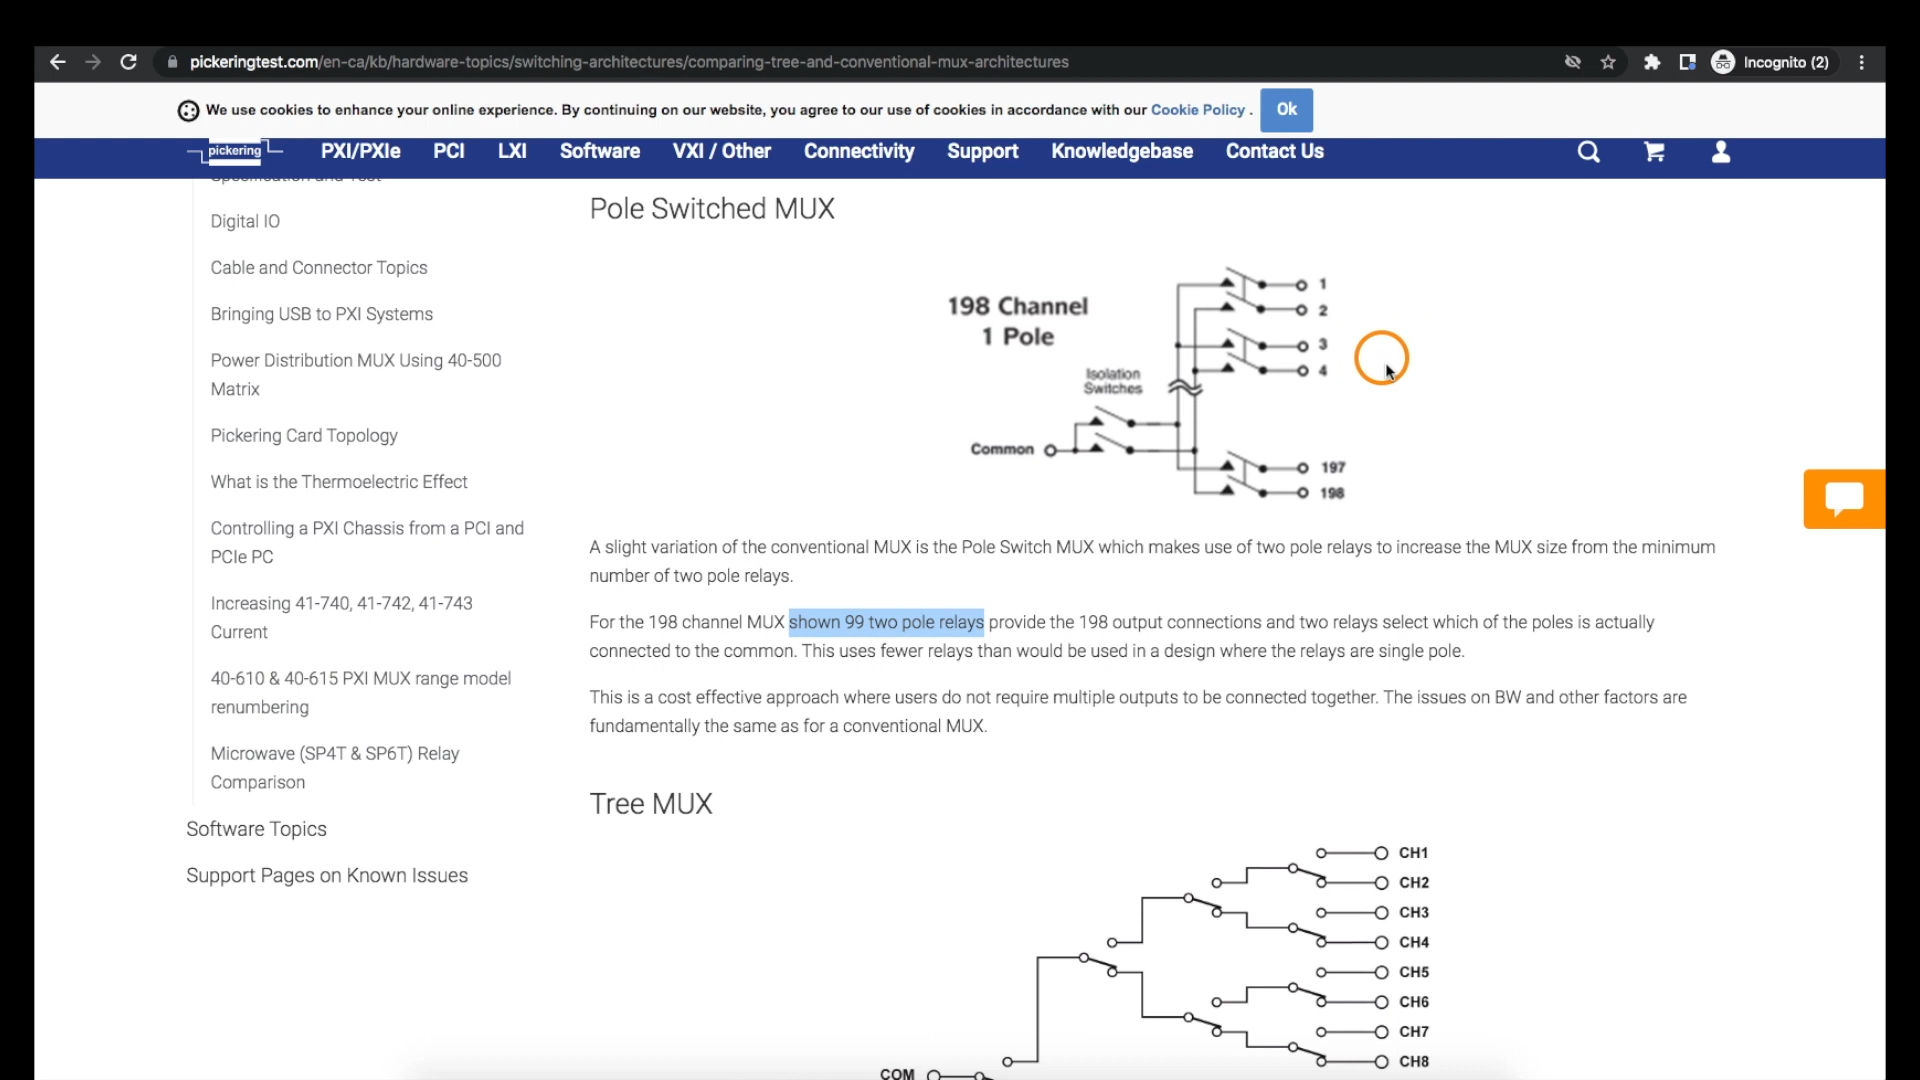 pickeringtest.com/en-ca/kb/hardware-topics/switching-architectures/comparing-tree-and-conventional-mux-architectures
Incognito (2)
We use cookies to enhance your online experience. By continuing on our website, you agree to our use of cookies in accordance with our Cookie Policy .
Ok
pickering
PXI/PXIe
PCI
LXI
Software
VXI / Other
Connectivity
Support
Knowledgebase
Contact Us
Specification and Test
Digital IO
Cable and Connector Topics
Bringing USB to PXI Systems
Power Distribution MUX Using 40-500
Matrix
Pickering Card Topology
What is the Thermoelectric Effect
Controlling a PXI Chassis from a PCI and
PCIe PC
Increasing 41-740, 41-742, 41-743
Current
40-610 & 40-615 PXI MUX range model
renumbering
Microwave (SP4T & SP6T) Relay
Comparison
Software Topics
Support Pages on Known Issues
Pole Switched MUX
198 Channel
1 Pole
Isolation
Switches
Common
1
2
3
4
197
198
A slight variation of the conventional MUX is the Pole Switch MUX which makes use of two pole relays to increase the MUX size from the minimum
number of two pole relays.
For the 198 channel MUX shown 99 two pole relays provide the 198 output connections and two relays select which of the poles is actually
connected to the common. This uses fewer relays than would be used in a design where the relays are single pole.
This is a cost effective approach where users do not require multiple outputs to be connected together. The issues on BW and other factors are
fundamentally the same as for a conventional MUX.
Tree MUX
CH1
CH2
CH3
CH4
CH5
CH6
CH7
CH8
COM